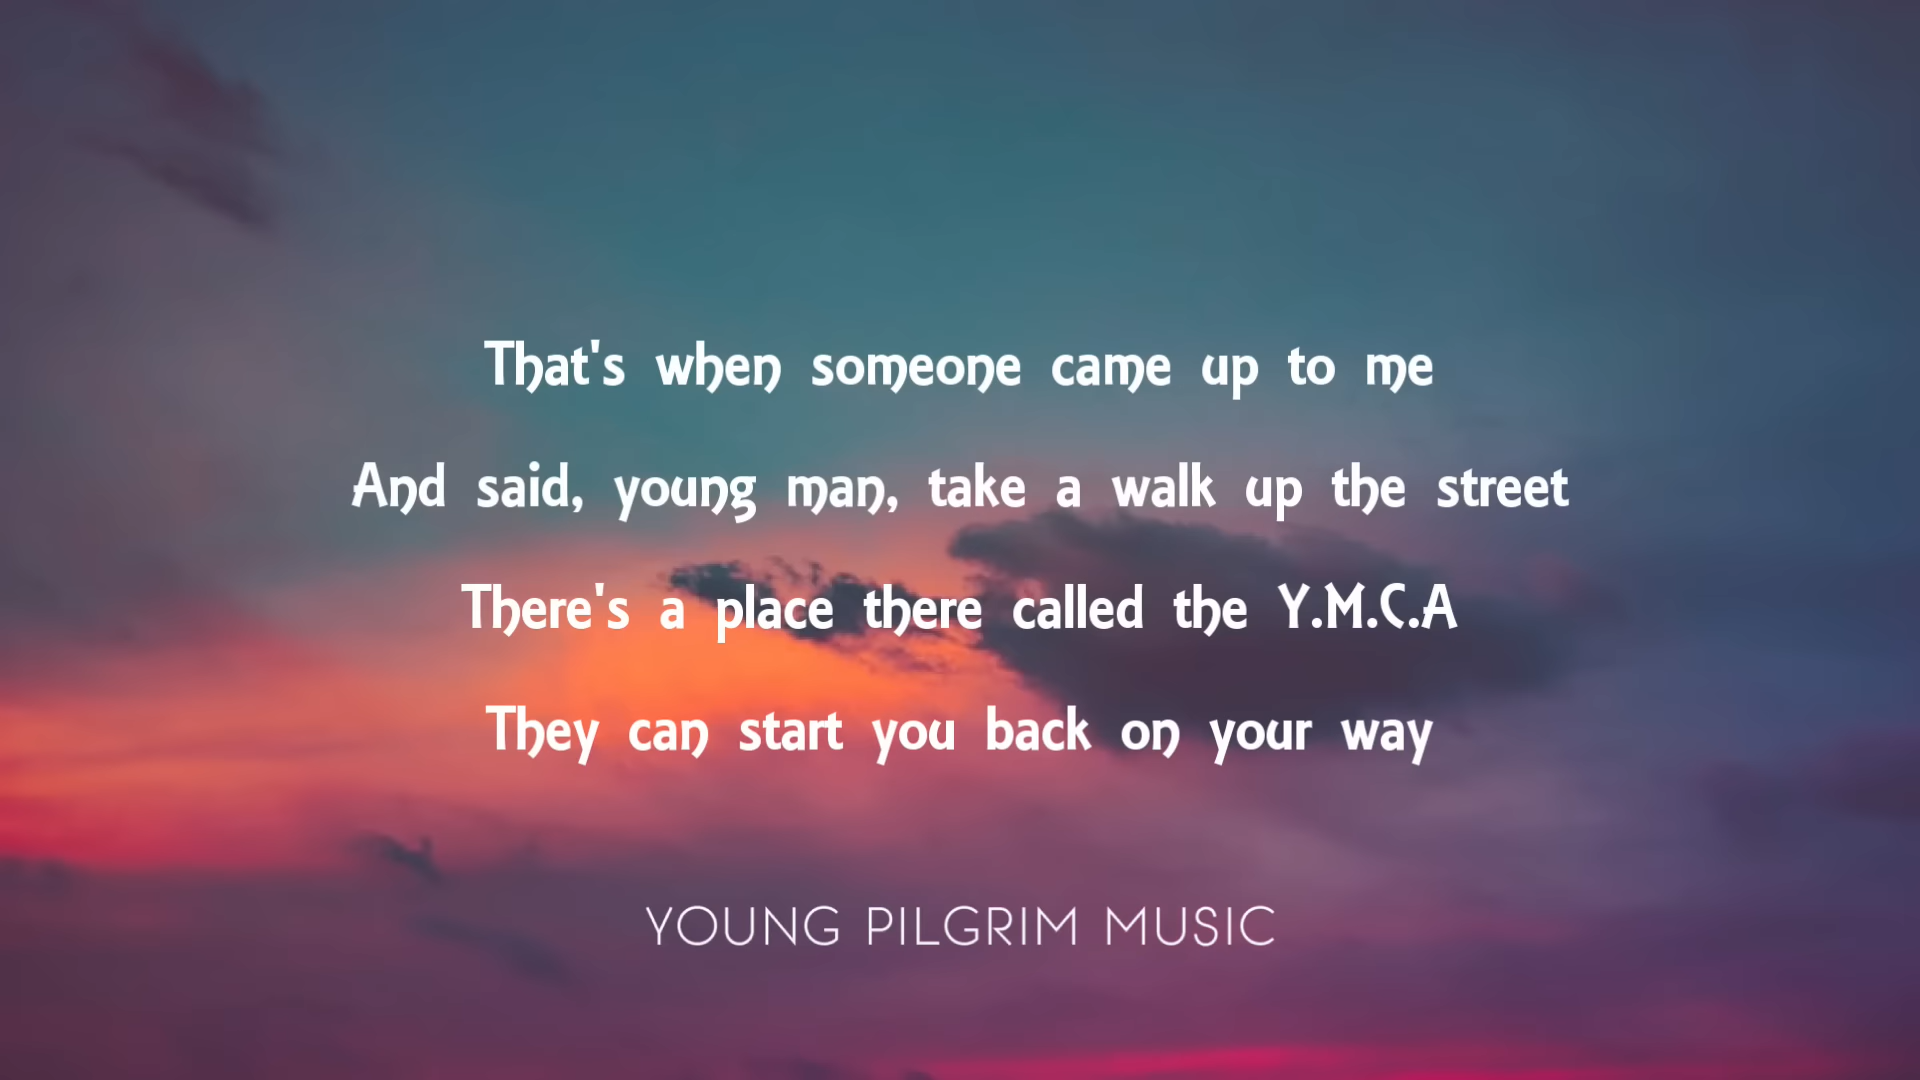 That's when someone came up to me
And said, young man, take a walk up the street
There's a place there called the Y.M.C.A
They can start you back on your way
YOUNG PILGRIM MUSIC